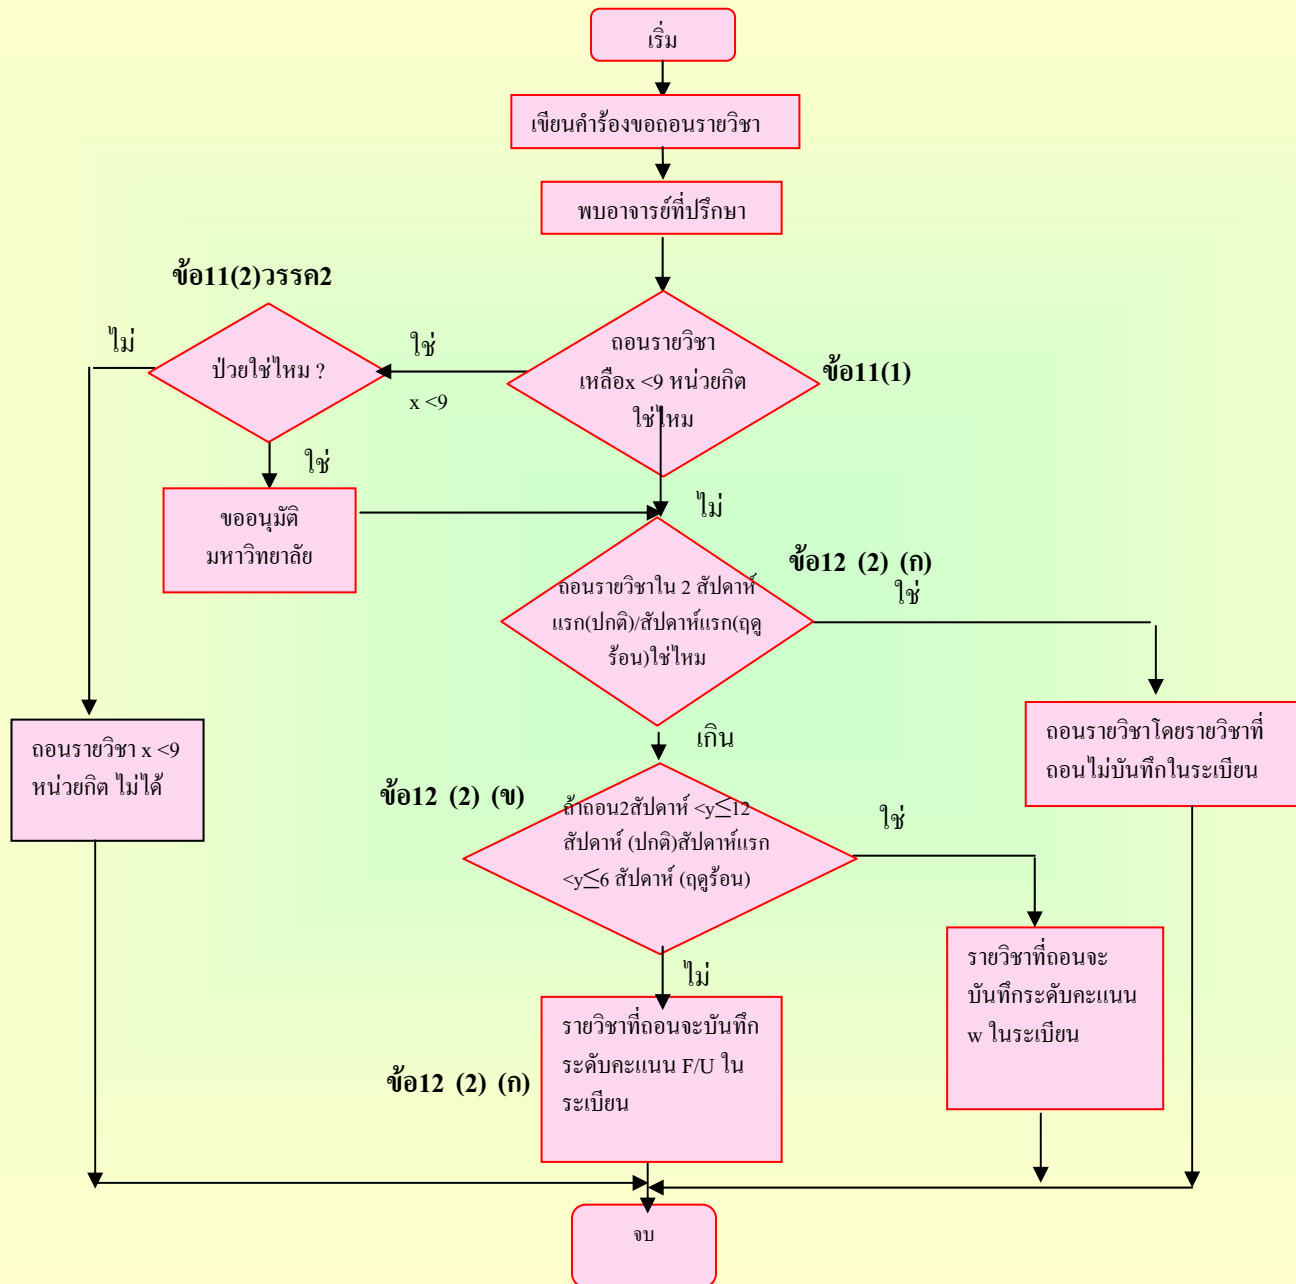 เริ่ม
เขียนคำร้องขอถอนรายวิชา
พบอาจารย์ที่ปรึกษา
ข้อ11(2)วรรค2
ไม่
ป่วยใช่ไหม ?
ใช่
x <9
ถอนรายวิชา
เหลือx <9 หน่วยกิต
ใช่ไหม
ข้อ11(1)
ใช่
ขออนุมัติ
มหาวิทยาลัย
ไม่
ถอนรายวิชาใน 2 สัปดาห์
แรก(ปกติ)/สัปดาห์แรก(ฤดู
ร้อน)ใช่ไหม
ข้อ12 (2) (ก)
ใช่
ถอนรายวิชา x <9
หน่วยกิต ไม่ได้
เกิน
ถอนรายวิชาโดยรายวิชาที่
ถอนไม่บันทึกในระเบียน
ข้อ12 (2) (ข)
ถ้าถอน2สัปดาห์ <y≤12
สัปดาห์ (ปกติ)สัปดาห์แรก
<y≤6 สัปดาห์ (ฤดูร้อน)
ใช่
ไม่
รายวิชาที่ถอนจะ
บันทึกระดับคะแนน
w ในระเบียน
รายวิชาที่ถอนจะบันทึก
ระดับคะแนน F/U ใน
ระเบียน
ข้อ12 (2) (ก)
จบ